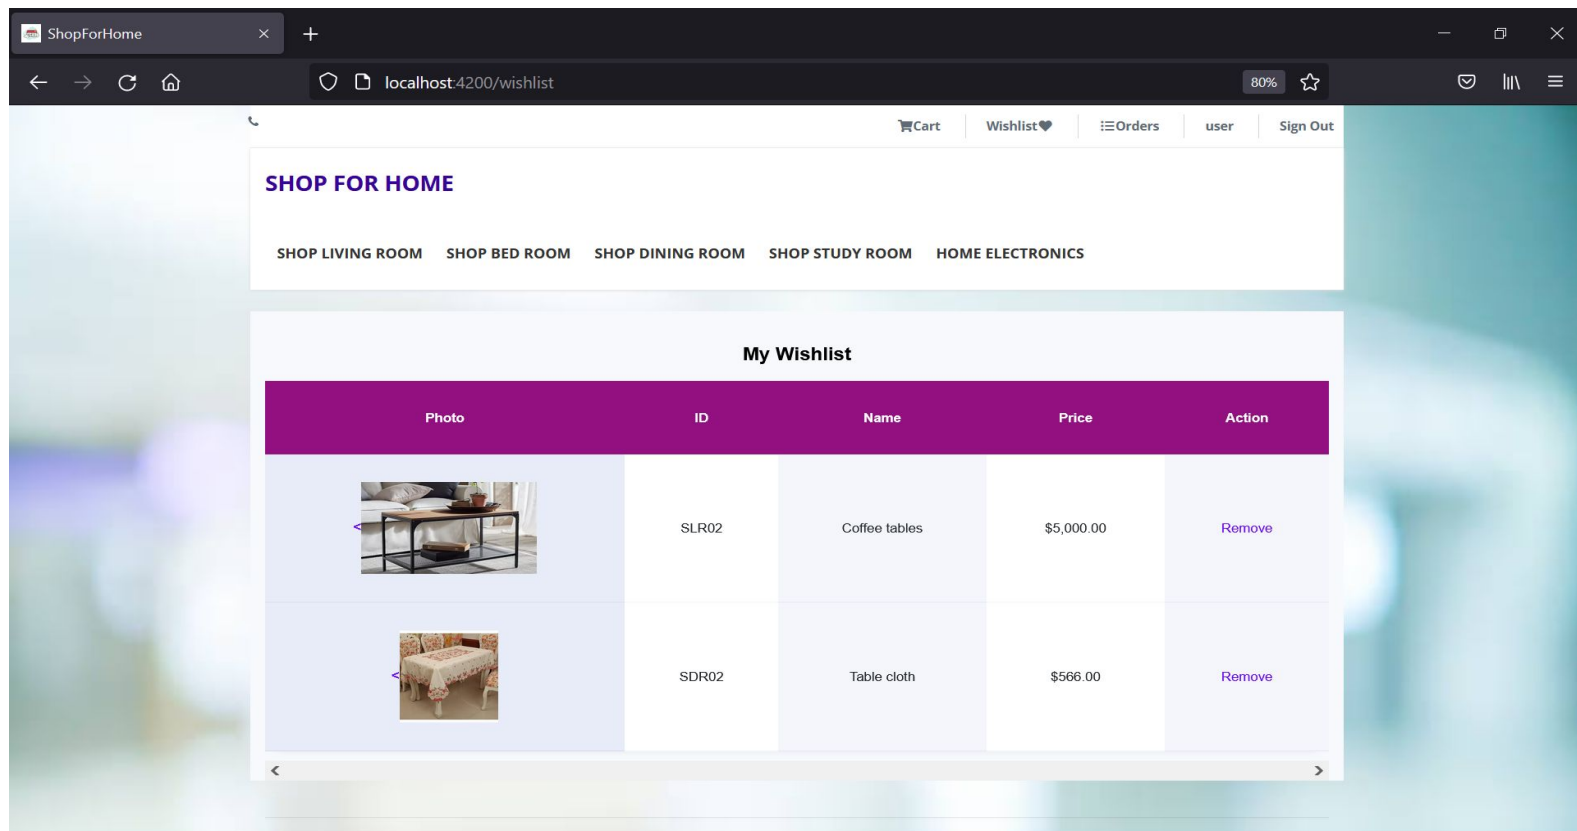 ShopForHome
localhost:4200/wishlist
80%
Cart Wishlist Orders user Sign Out
SHOP FOR HOME
SHOP LIVING ROOM SHOP BED ROOM SHOP DINING ROOM SHOP STUDY ROOM HOME ELECTRONICS
My Wishlist
Photo ID Name Price Action
< SLR02 Coffee tables $5,000.00 Remove
< SDR02 Table cloth $566.00 Remove